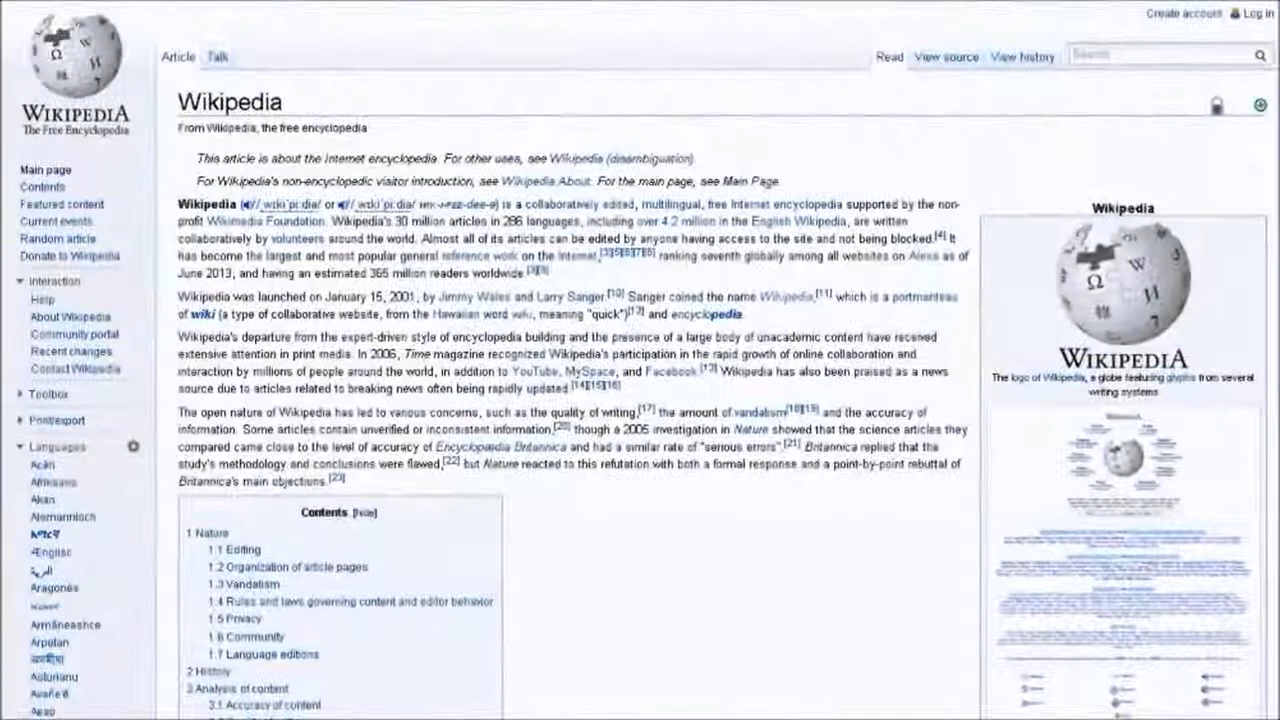 Create account Log in
WIKIPEDIA
The Free Encyclopedia
Article Talk
Read View source View history Search
Wikipedia
From Wikipedia, the free encyclopedia
This article is about the Internet encyclopedia. For other uses, see Wikipedia (disambiguation).
For Wikipedia's non-encyclopedic visitor introduction, see Wikipedia:About. For the main page, see Main Page.
Wikipedia is a collaboratively edited, multilingual, free Internet encyclopedia supported by the non-
profit Wikimedia Foundation. Wikipedia's 30 million articles in 286 languages, including over 4.2 million in the English Wikipedia, are written
collaboratively by volunteers around the world. Almost all of its articles can be edited by anyone having access to the site and not being blocked.[4] It
has become the largest and most popular general reference work on the Internet, ranking seventh globally among all websites on Alexa as of
June 2013, and having an estimated 365 million readers worldwide.
Wikipedia was launched on January 15, 2001, by Jimmy Wales and Larry Sanger.[10] Sanger coined the name Wikipedia,[11] which is a portmanteau
of wiki (a type of collaborative website, from the Hawaiian word wiki, meaning "quick")[12] and encyclopedia.
Wikipedia's departure from the expert-driven style of encyclopedia building and the presence of a large body of unacademic content have received
extensive attention in print media. In 2006, Time magazine recognized Wikipedia's participation in the rapid growth of online collaboration and
interaction by millions of people around the world, in addition to YouTube, MySpace, and Facebook.[13] Wikipedia has also been praised as a news
source due to articles related to breaking news often being rapidly updated.[14][15][16]
The open nature of Wikipedia has led to various concerns, such as the quality of writing,[17] the amount of vandalism[18][19] and the accuracy of
information. Some articles contain unverified or inconsistent information,[20] though a 2005 investigation in Nature showed that the science articles they
compared came close to the level of accuracy of Encyclopædia Britannica and had a similar rate of "serious errors".[21] Britannica replied that the
study's methodology and conclusions were flawed,[22] but Nature reacted to this refutation with both a formal response and a point-by-point rebuttal of
Britannica's main objections.[23]
Contents [hide]
1 Nature
1.1 Editing
1.2 Organization of article pages
1.3 Vandalism
1.4 Rules and laws governing content behavior
1.5 Privacy
1.6 Community
1.7 Language editions
2 History
3 Analysis of content
3.1 Accuracy of content
Main page
Contents
Featured content
Current events
Random article
Donate to Wikipedia
Interaction
Help
About Wikipedia
Community portal
Recent changes
Contact Wikipedia
Toolbox
Print/export
Languages
Acèh
Afrikaans
Akan
Alemannisch
አማርኛ
Ænglisc
العربية
Aragonés
Armãneashce
Arpetan
অসমীয়া
Asturianu
Avañe'ẽ
Авар
Wikipedia
WIKIPEDIA
The logo of Wikipedia, a globe featuring glyphs from several
writing systems